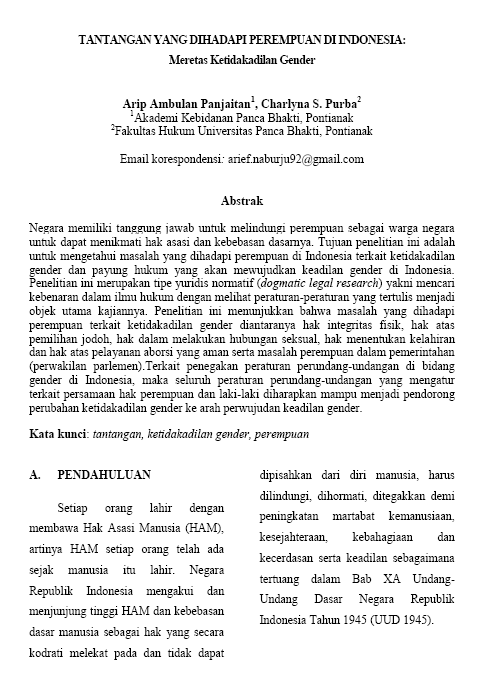 TANTANGAN YANG DIHADAPI PEREMPUAN DI INDONESIA:
Meretas Ketidakadilan Gender
Arip Ambulan Panjaitan1, Charlyna S. Purba2
1Akademi Kebidanan Panca Bhakti, Pontianak
2Fakultas Hukum Universitas Panca Bhakti, Pontianak
Email korespondensi: arief.naburju92@gmail.com
Abstrak
Negara memiliki tanggung jawab untuk melindungi perempuan sebagai warga negara
untuk dapat menikmati hak asasi dan kebebasan dasarnya. Tujuan penelitian ini adalah
untuk mengetahui masalah yang dihadapi perempuan di Indonesia terkait ketidakadilan
gender dan payung hukum yang akan mewujudkan keadilan gender di Indonesia.
Penelitian ini merupakan tipe yuridis normatif (dogmatic legal research) yakni mencari
kebenaran dalam ilmu hukum dengan melihat peraturan-peraturan yang tertulis menjadi
objek utama kajiannya. Penelitian ini menunjukkan bahwa masalah yang dihadapi
perempuan terkait ketidakadilan gender diantaranya hak integritas fisik, hak atas
pemilihan jodoh, hak dalam melakukan hubungan seksual, hak menentukan kelahiran
dan hak atas pelayanan aborsi yang aman serta masalah perempuan dalam pemerintahan
(perwakilan parlemen).Terkait penegakan peraturan perundang-undangan di bidang
gender di Indonesia, maka seluruh peraturan perundang-undangan yang mengatur
terkait persamaan hak perempuan dan laki-laki diharapkan mampu menjadi pendorong
perubahan ketidakadilan gender ke arah perwujudan keadilan gender.
Kata kunci: tantangan, ketidakadilan gender, perempuan
A. PENDAHULUAN
Setiap orang lahir dengan
membawa Hak Asasi Manusia (HAM),
artinya HAM setiap orang telah ada
sejak manusia itu lahir. Negara
Republik Indonesia mengakui dan
menjunjung tinggi HAM dan kebebasan
dasar manusia sebagai hak yang secara
kodrati melekat pada dan tidak dapat
dipisahkan dari diri manusia, harus
dilindungi, dihormati, ditegakkan demi
peningkatan martabat kemanusiaan,
kesejahteraan, kebahagiaan dan
kecerdasan serta keadilan sebagaimana
tertuang dalam Bab XA Undang-
Undang Dasar Negara Republik
Indonesia Tahun 1945 (UUD 1945).